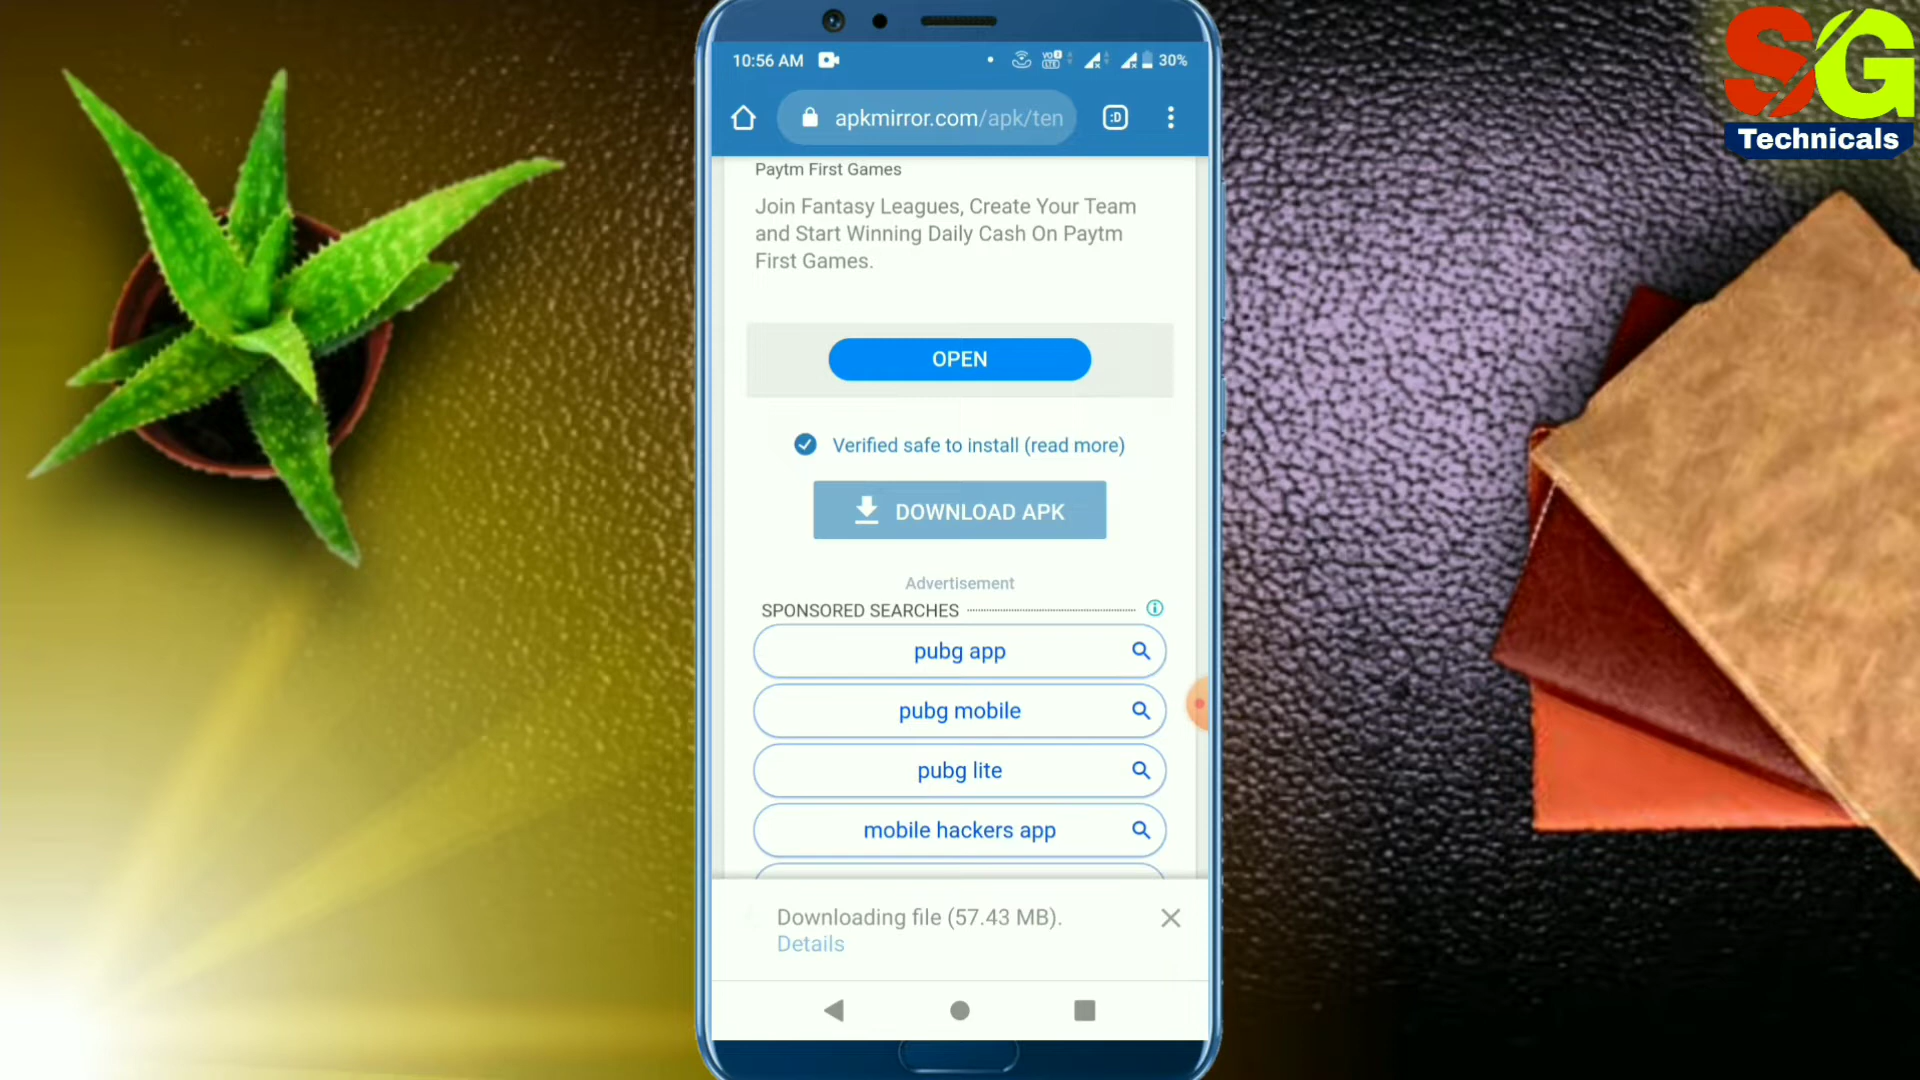 SG
Technicals
10:56 AM
VO
LTE
30%
apkmirror.com/apk/ten
:D
Paytm First Games
Join Fantasy Leagues, Create Your Team
and Start Winning Daily Cash On Paytm
First Games.
OPEN
Verified safe to install (read more)
DOWNLOAD APK
Advertisement
SPONSORED SEARCHES
pubg app
pubg mobile
pubg lite
mobile hackers app
Downloading file (57.43 MB).
Details